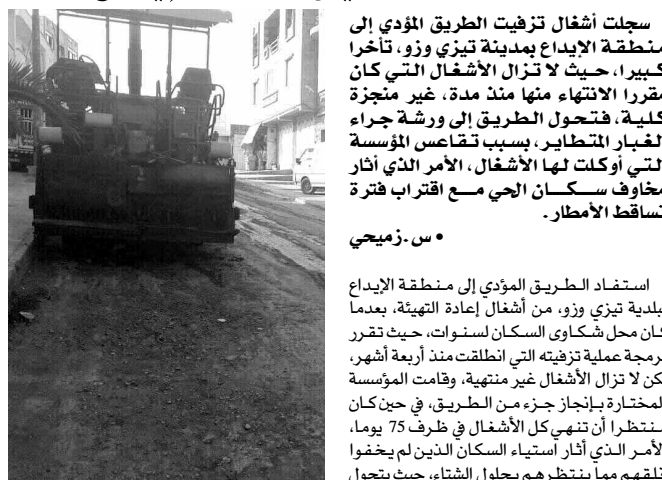 سجلت أشغال تزفيت الطريق المؤدي إلى
منطقة الإيداع بمدينة تيزي وزو، تأخرا
كبيرا، حيث لا تزال الأشغال التي كان
مقررا الانتهاء منها منذ مدة، غير منجزة
كلية، فتحول الطريق إلى ورشة جراء
الغبار المتطاير، بسبب تقاعس المؤسسة
التي أوكلت لها الأشغال، الأمر الذي أثار
مخاوف سكان الحي مع اقتراب فترة
تساقط الأمطار.
• س. زميحي
استفاد الطريق المؤدي إلى منطقة الإيداع
ببلدية تيزي وزو، من أشغال إعادة التهيئة، بعدما
كان محل شكاوى السكان لسنوات، حيث تقرر
برمجة عملية تزفيته التي انطلقت منذ أربعة أشهر،
لكن لا تزال الأشغال غير منتهية، وقامت المؤسسة
المختارة بإنجاز جزء من الطريق، في حين كان
منتظرا أن تنهي كل الأشغال في ظرف 75 يوما،
الأمر الذي أثار استياء السكان الذين لم يخفوا
قلقهم مما ينتظرهم بحلول الشتاء، حيث يتحول